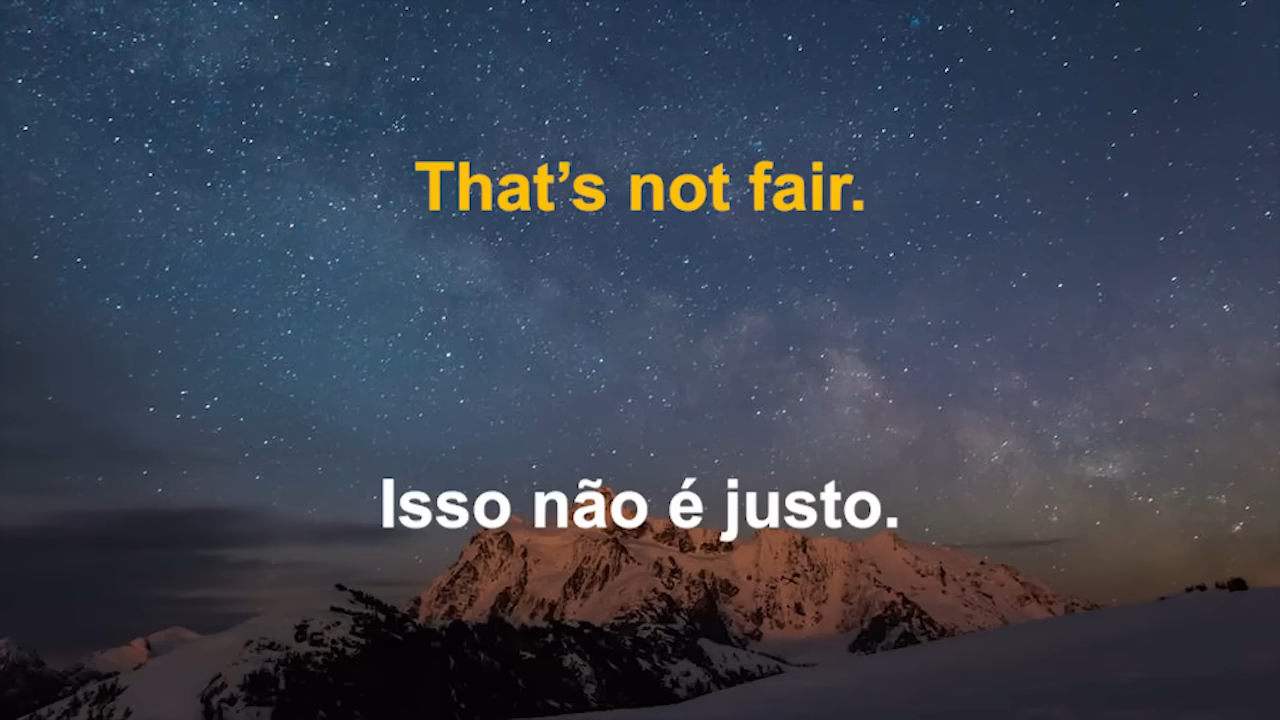 That’s not fair.
Isso não é justo.